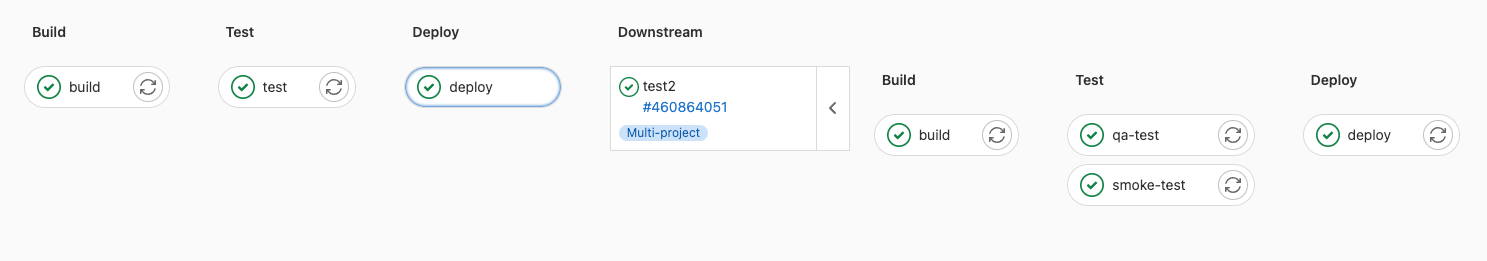 Build
Test
Deploy
Downstream
build
test
deploy
test2
#460864051
Multi-project
Build
Test
Deploy
build
qa-test
deploy
smoke-test